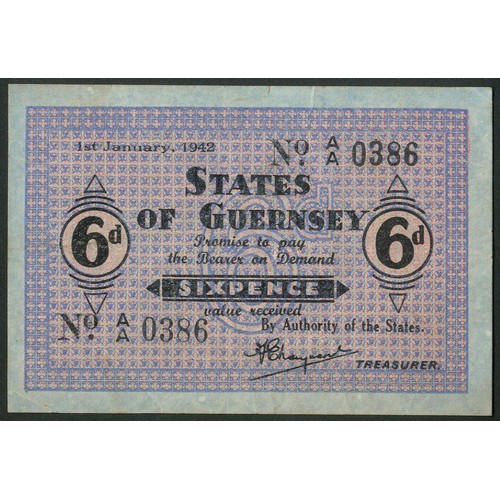 1st January, 1942
No. A/A 0386
STATES
OF GUERNSEY
6d
6d
Promise to pay
the Bearer on Demand
SIXPENCE
value received
No. A/A 0386
By Authority of the States.
TREASURER.